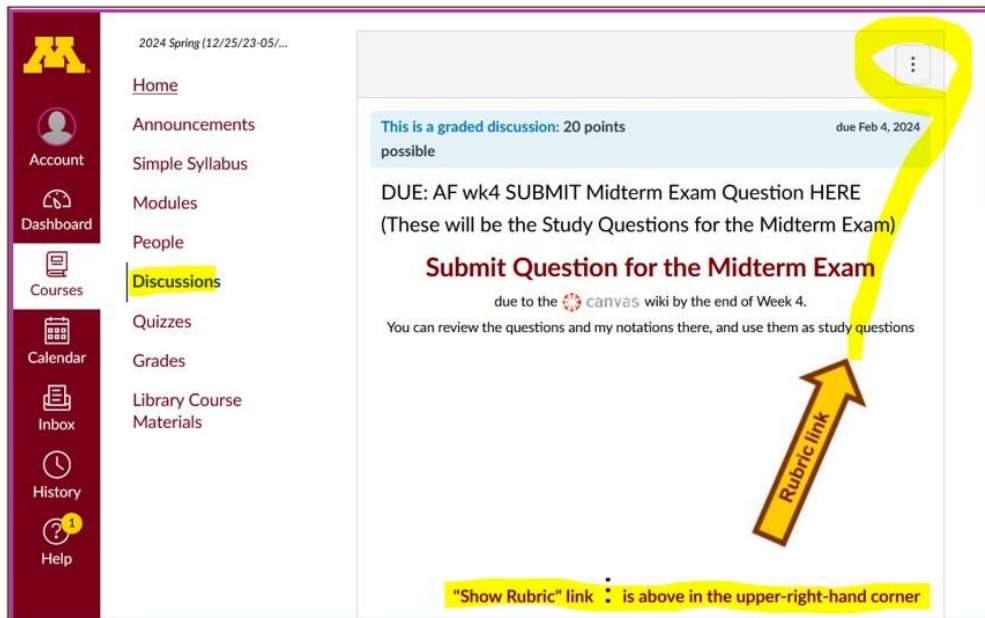 M
Account
Dashboard
Courses
Calendar
Inbox
History
1
Help
2024 Spring (12/25/23-05/...
Home
Announcements
Simple Syllabus
Modules
People
Discussions
Quizzes
Grades
Library Course
Materials
This is a graded discussion: 20 points
possible
due Feb 4, 2024
DUE: AF wk4 SUBMIT Midterm Exam Question HERE
(These will be the Study Questions for the Midterm Exam)
Submit Question for the Midterm Exam
due to the canvas wiki by the end of Week 4.
You can review the questions and my notations there, and use them as study questions
Rubric link
"Show Rubric" link ⋮ is above in the upper-right-hand corner